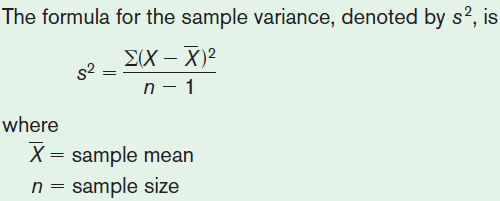 The formula for the sample variance, denoted by s², is
s² = Σ(X − X̅)² / n − 1
where
X̅ = sample mean
n = sample size